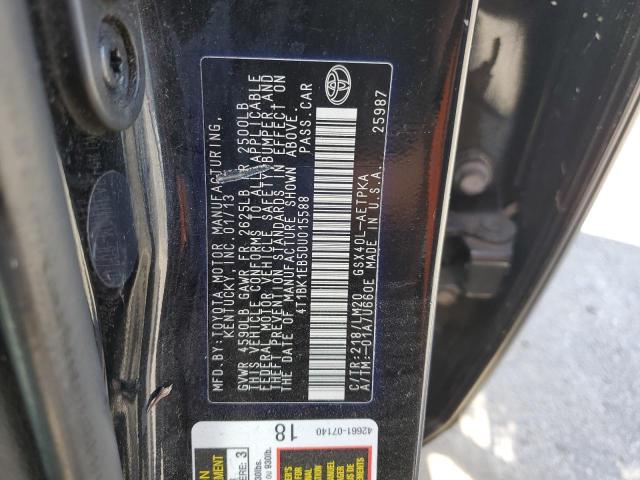 MFD. BY: TOYOTA MOTOR MANUFACTURING,
KENTUCKY, INC. 01/13
GVWR 4590LB GAWR FR. 2625LB RR 2500LB
THIS VEHICLE CONFORMS TO ALL APPLICABLE
FEDERAL MOTOR VEHICLE SAFETY, BUMPER, AND
THEFT PREVENTION STANDARDS IN EFFECT ON
THE DATE OF MANUFACTURE SHOWN ABOVE.
4T1BK1EB5DU015588 PASS. CAR
C/TR:218/LM20 GSX40L-AETPKA 25987
A/TM:-01A/U660E MADE IN U.S.A.
42661-07140
18